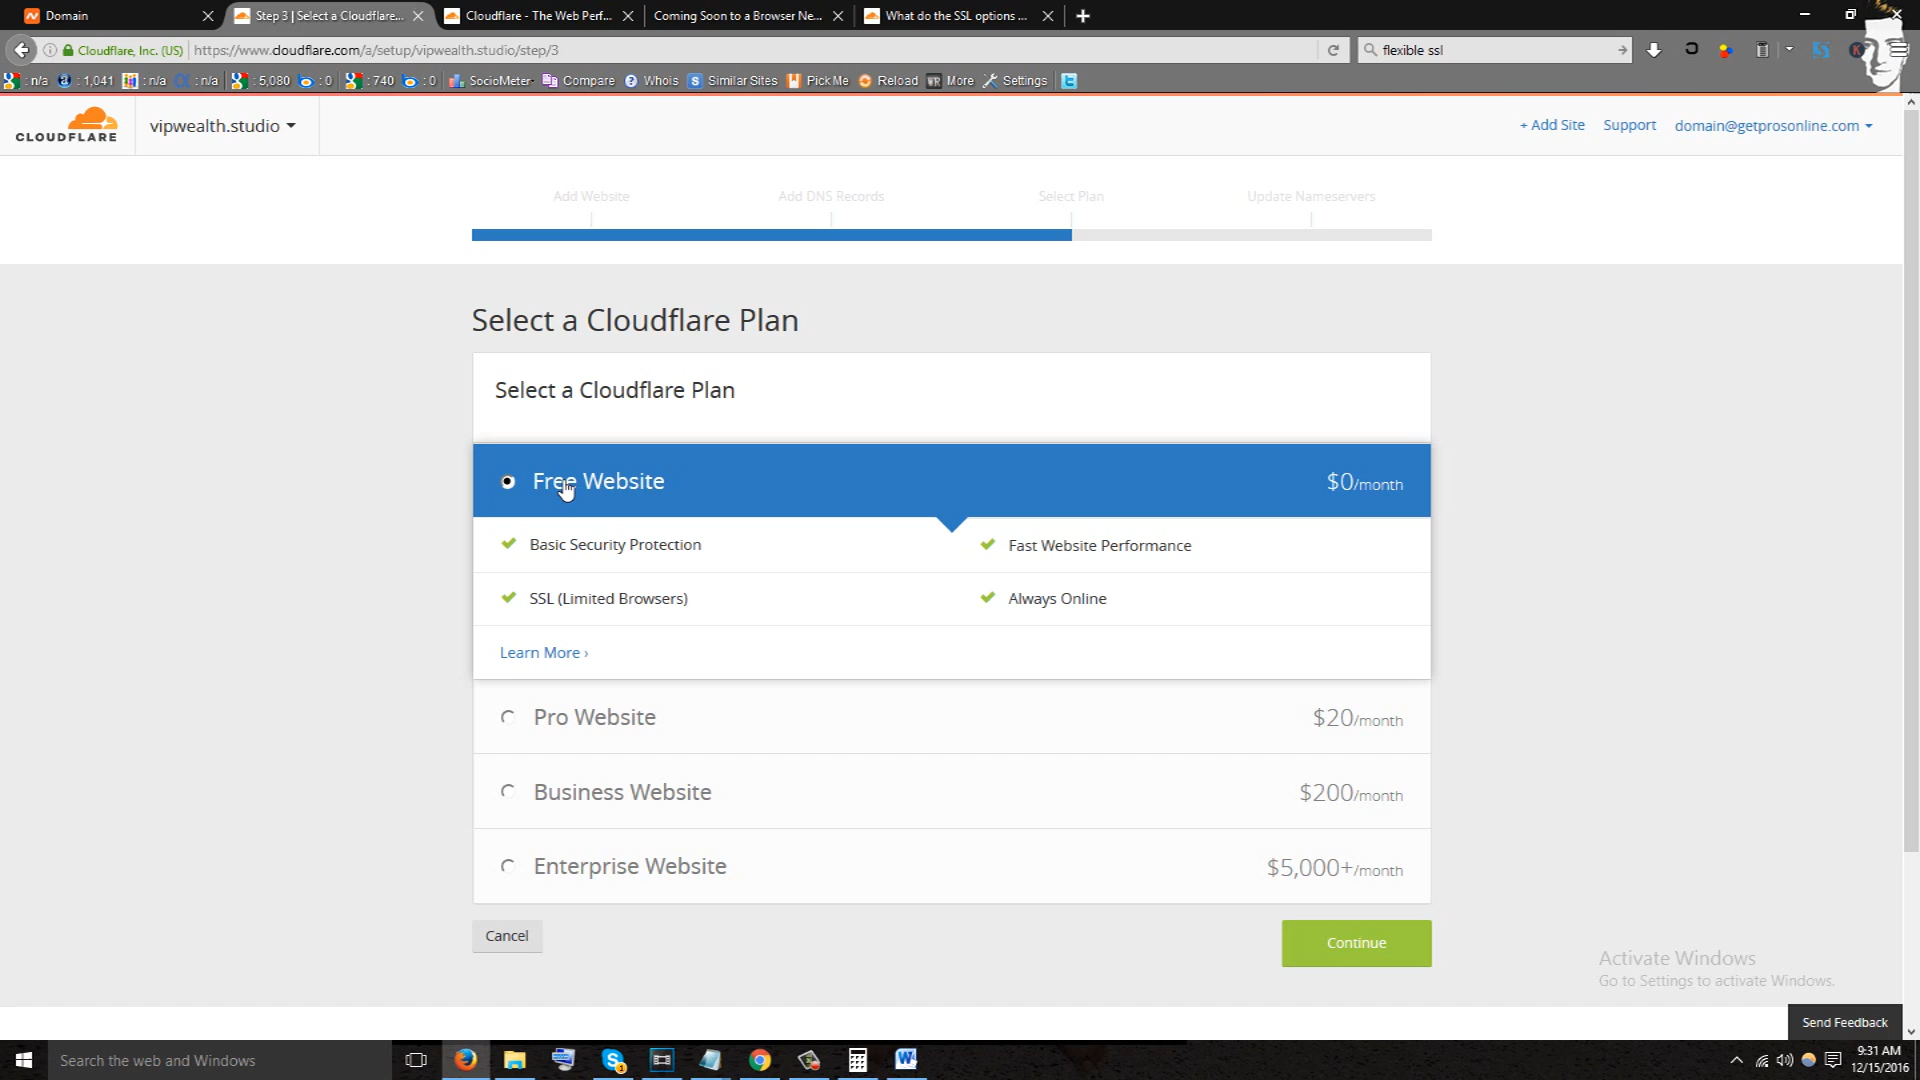 Domain
Step 3 | Select a Cloudflare...
Cloudflare - The Web Perf...
Coming Soon to a Browser Ne...
What do the SSL options ...
Cloudflare, Inc. (US)
https://www.cloudflare.com/a/setup/vipwealth.studio/step/3
flexible ssl
: n/a
: 1,041
: n/a
: n/a
: 5,080
: 0
: 740
: 0
SocioMeter
Compare
Whois
Similar Sites
Pick Me
Reload
More
Settings
CLOUDFLARE
vipwealth.studio
+ Add Site
Support
domain@getprosonline.com
Add Website
Add DNS Records
Select Plan
Update Nameservers
Select a Cloudflare Plan
Select a Cloudflare Plan
Free Website
$0/month
Basic Security Protection
Fast Website Performance
SSL (Limited Browsers)
Always Online
Learn More ›
Pro Website
$20/month
Business Website
$200/month
Enterprise Website
$5,000+/month
Cancel
Continue
Activate Windows
Go to Settings to activate Windows.
Send Feedback
Search the web and Windows
9:31 AM
12/15/2016